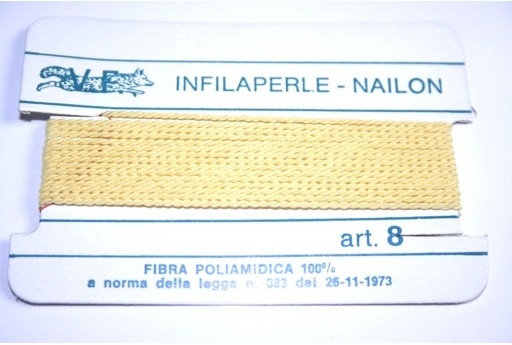 VF
INFILAPERLE - NAILON
art. 8
FIBRA POLIAMIDICA 100%
a norma della legge n. 883 del 26-11-1973